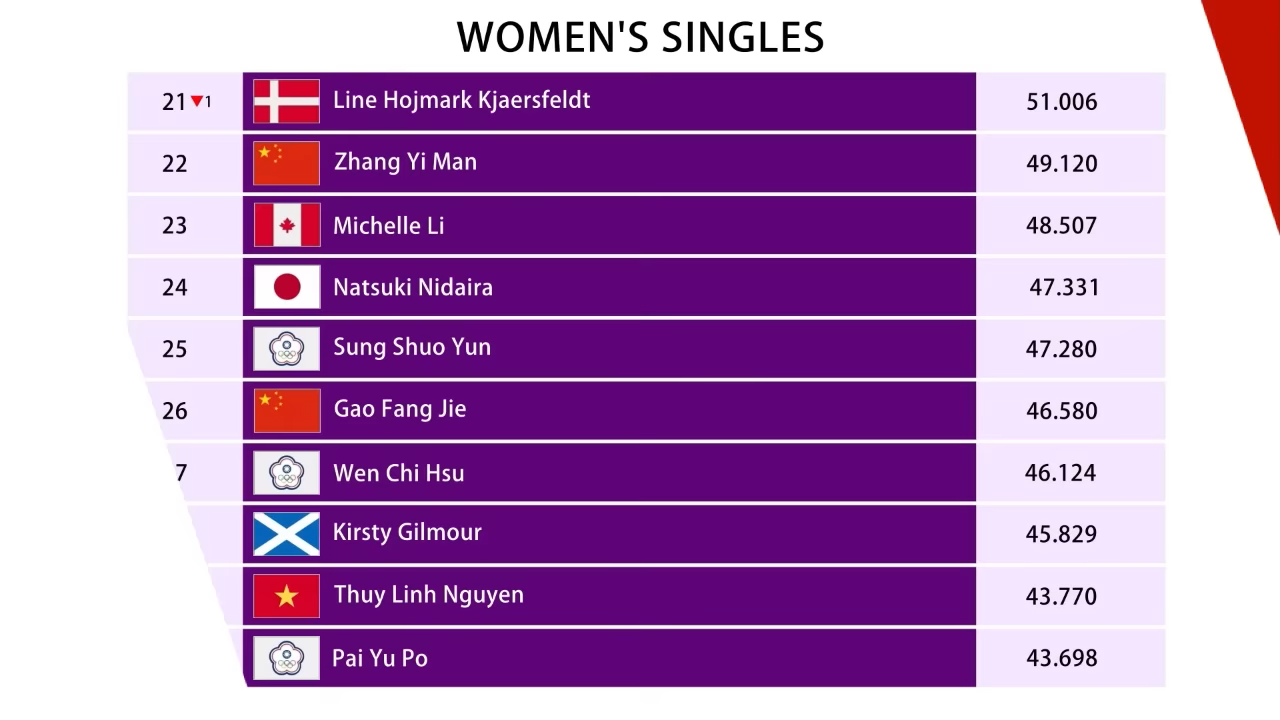 WOMEN'S SINGLES
21 ▼1 Line Hojmark Kjaersfeldt 51.006
22 Zhang Yi Man 49.120
23 Michelle Li 48.507
24 Natsuki Nidaira 47.331
25 Sung Shuo Yun 47.280
26 Gao Fang Jie 46.580
7 Wen Chi Hsu 46.124
Kirsty Gilmour 45.829
Thuy Linh Nguyen 43.770
Pai Yu Po 43.698